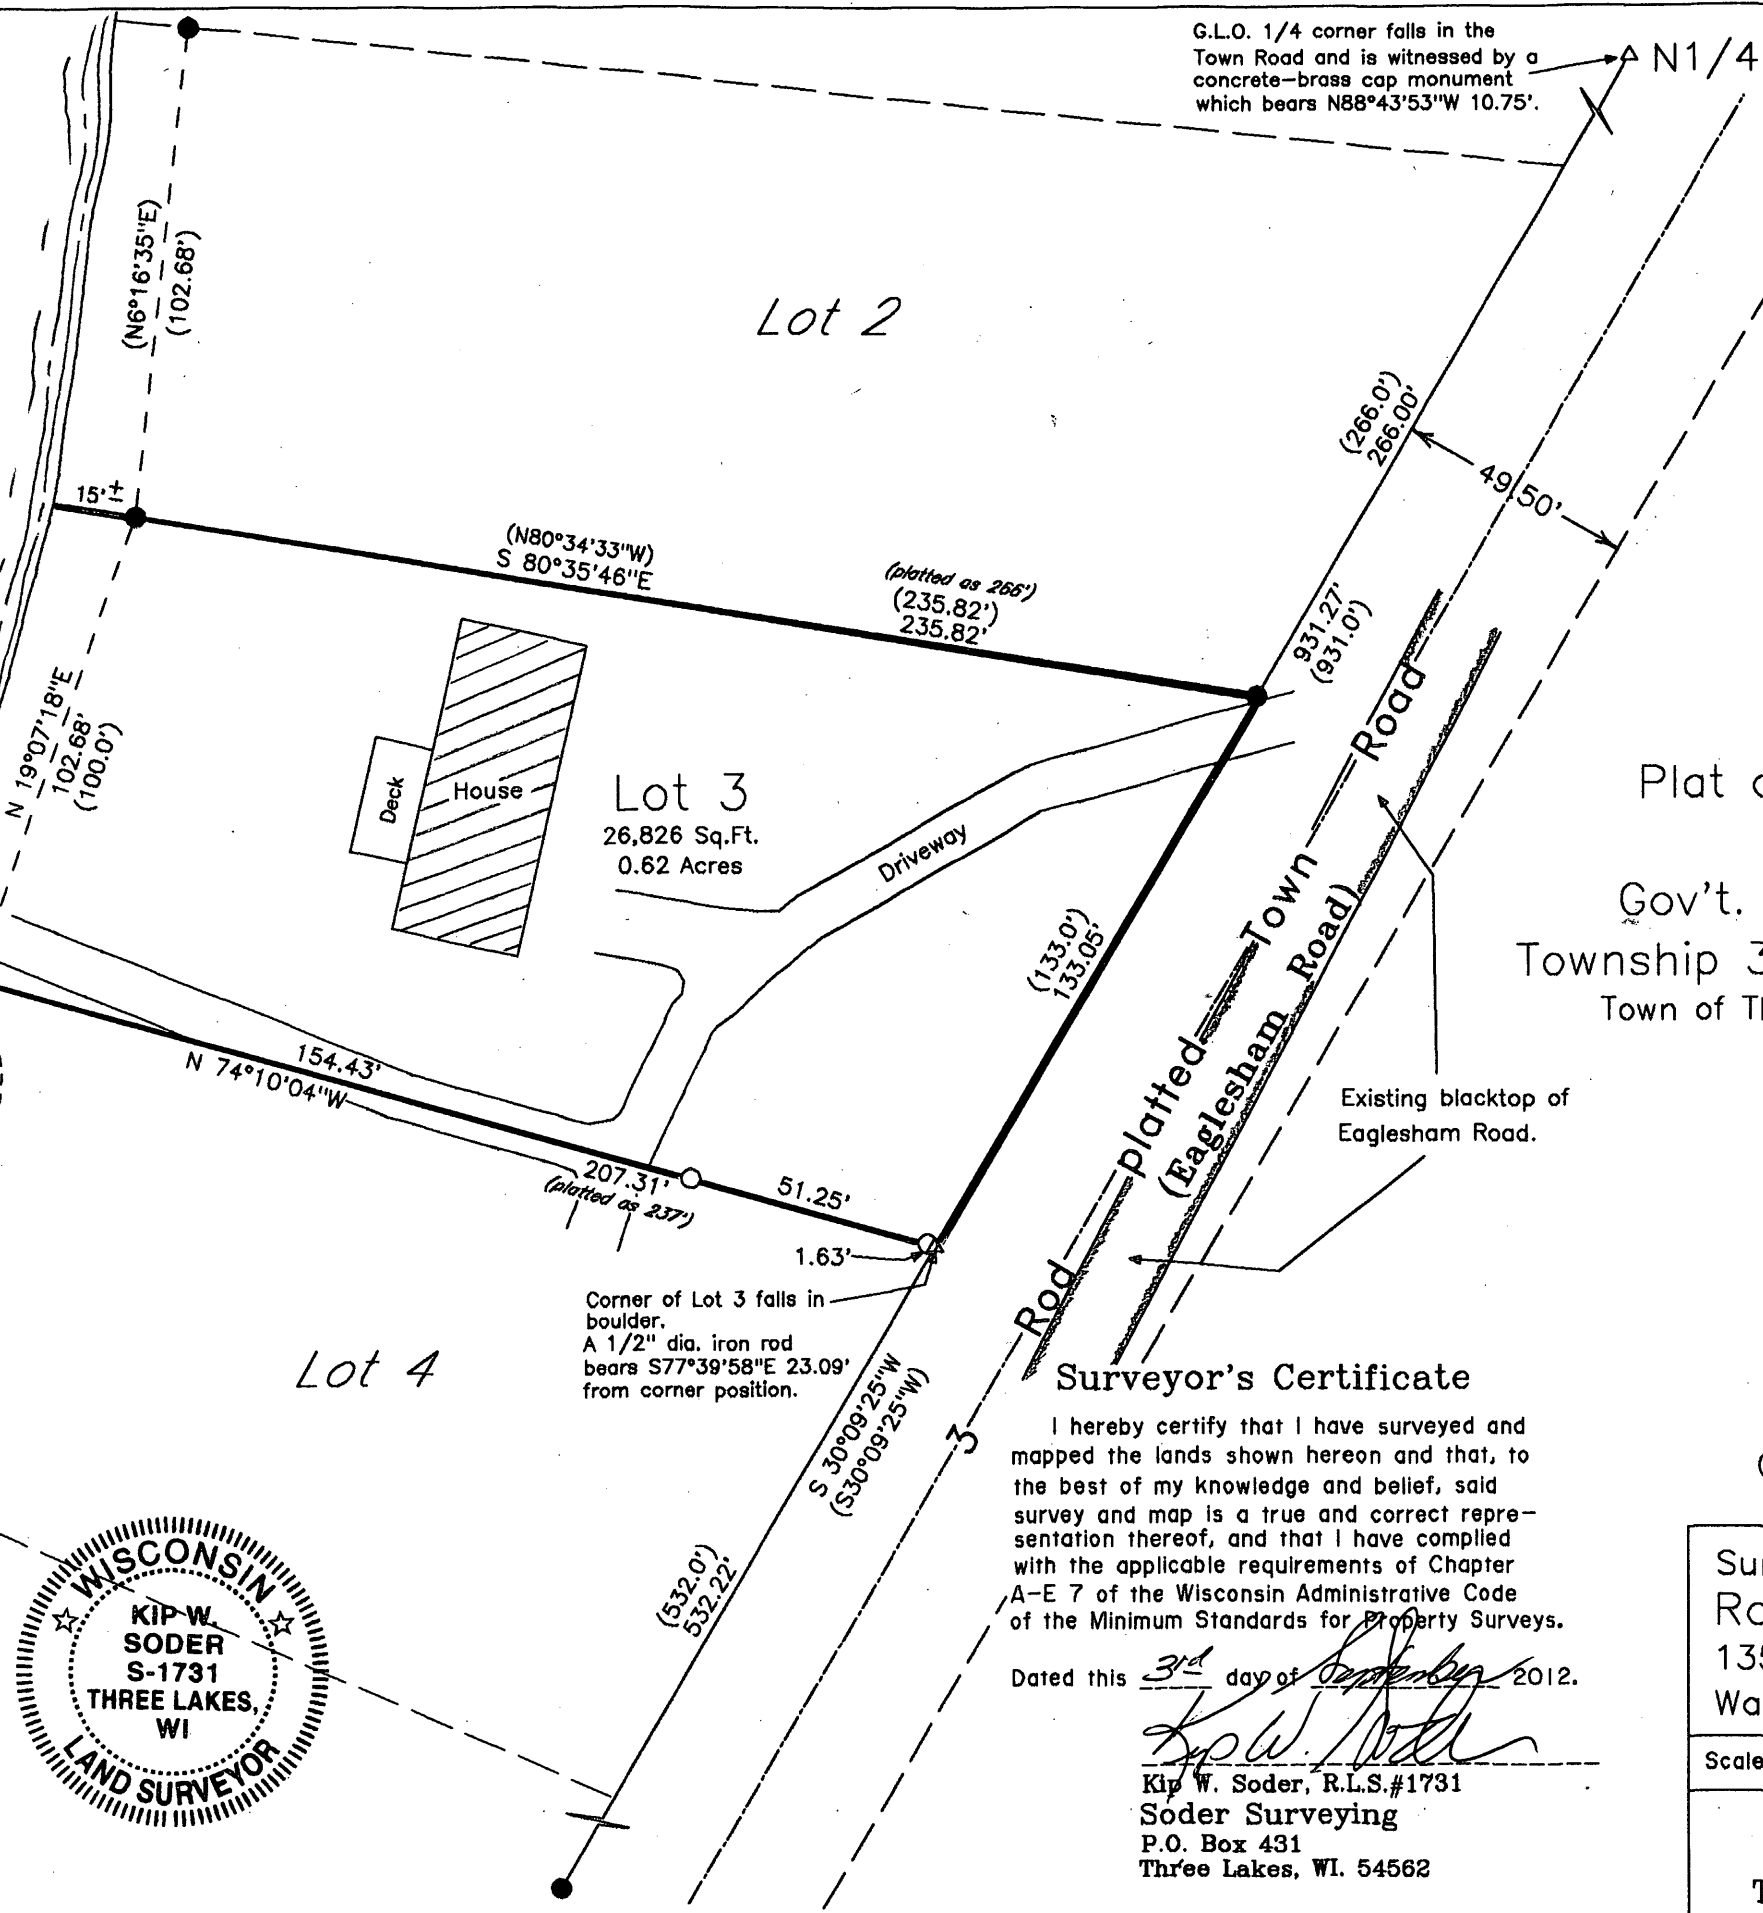 G.L.O. 1/4 corner falls in the
Town Road and is witnessed by a
concrete-brass cap monument
which bears N88°43'53"W 10.75'.
N1/4
(N6°16'35"E)
(102.68')
Lot 2
(266.0')
266.00'
49.50'
15'±
(N80°34'33"W)
S 80°35'46"E
(platted as 266')
(235.82')
235.82'
931.27'
(931.0')
N 19°07'18"E
102.68'
(100.0')
Deck
House
Lot 3
26,826 Sq.Ft.
0.62 Acres
Driveway
(133.0')
133.05'
3 Rod platted Town Road
(Eaglesham Road)
Plat
Gov't.
Township 3
Town of
154.43'
N 74°10'04"W
207.31'
(platted as 237')
51.25'
1.63'
Existing blacktop of
Eaglesham Road.
Corner of Lot 3 falls in
boulder.
A 1/2" dia. iron rod
bears S77°39'58"E 23.09'
from corner position.
Lot 4
S 30°09'25"W
(S30°09'25"W)
(532.0')
532.22'
Surveyor's Certificate
I hereby certify that I have surveyed and
mapped the lands shown hereon and that, to
the best of my knowledge and belief, said
survey and map is a true and correct repre-
sentation thereof, and that I have complied
with the applicable requirements of Chapter
A-E 7 of the Wisconsin Administrative Code
of the Minimum Standards for Property Surveys.
Dated this 3rd day of September 2012.
Kip W. Soder
Kip W. Soder, R.L.S.#1731
Soder Surveying
P.O. Box 431
Three Lakes, WI. 54562
WISCONSIN
KIP W.
SODER
S-1731
THREE LAKES,
WI
LAND SURVEYOR
135
Wa
Scale